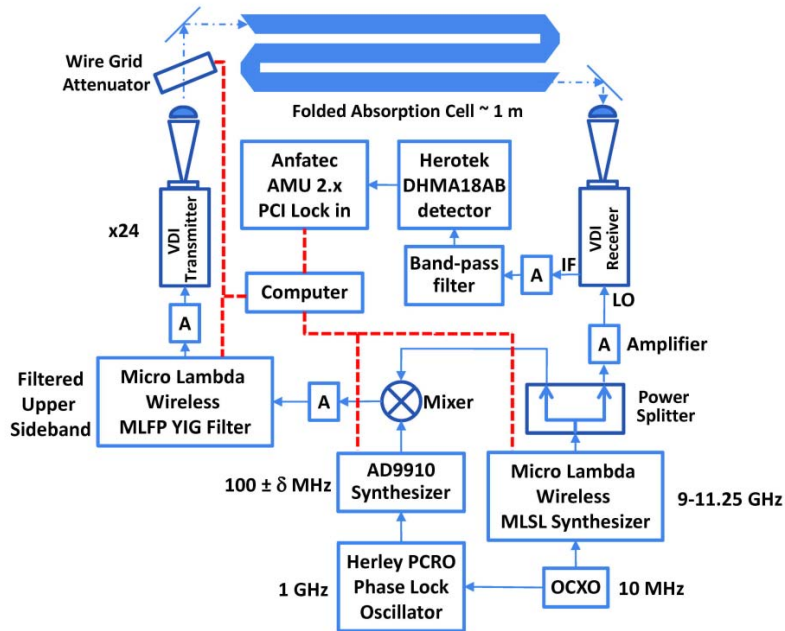 Wire Grid
Attenuator
Folded Absorption Cell ~ 1 m
Anfatec
AMU 2.x
PCI Lock in
Herotek
DHMA18AB
detector
x24
VDI
Transmitter
VDI
Receiver
Band-pass
filter
A
IF
LO
Computer
A
A
Amplifier
Filtered
Upper
Sideband
Micro Lambda
Wireless
MLFP YIG Filter
A
Mixer
Power
Splitter
100 ± δ MHz
AD9910
Synthesizer
Micro Lambda
Wireless
MLSL Synthesizer
9-11.25 GHz
1 GHz
Herley PCRO
Phase Lock
Oscillator
OCXO
10 MHz